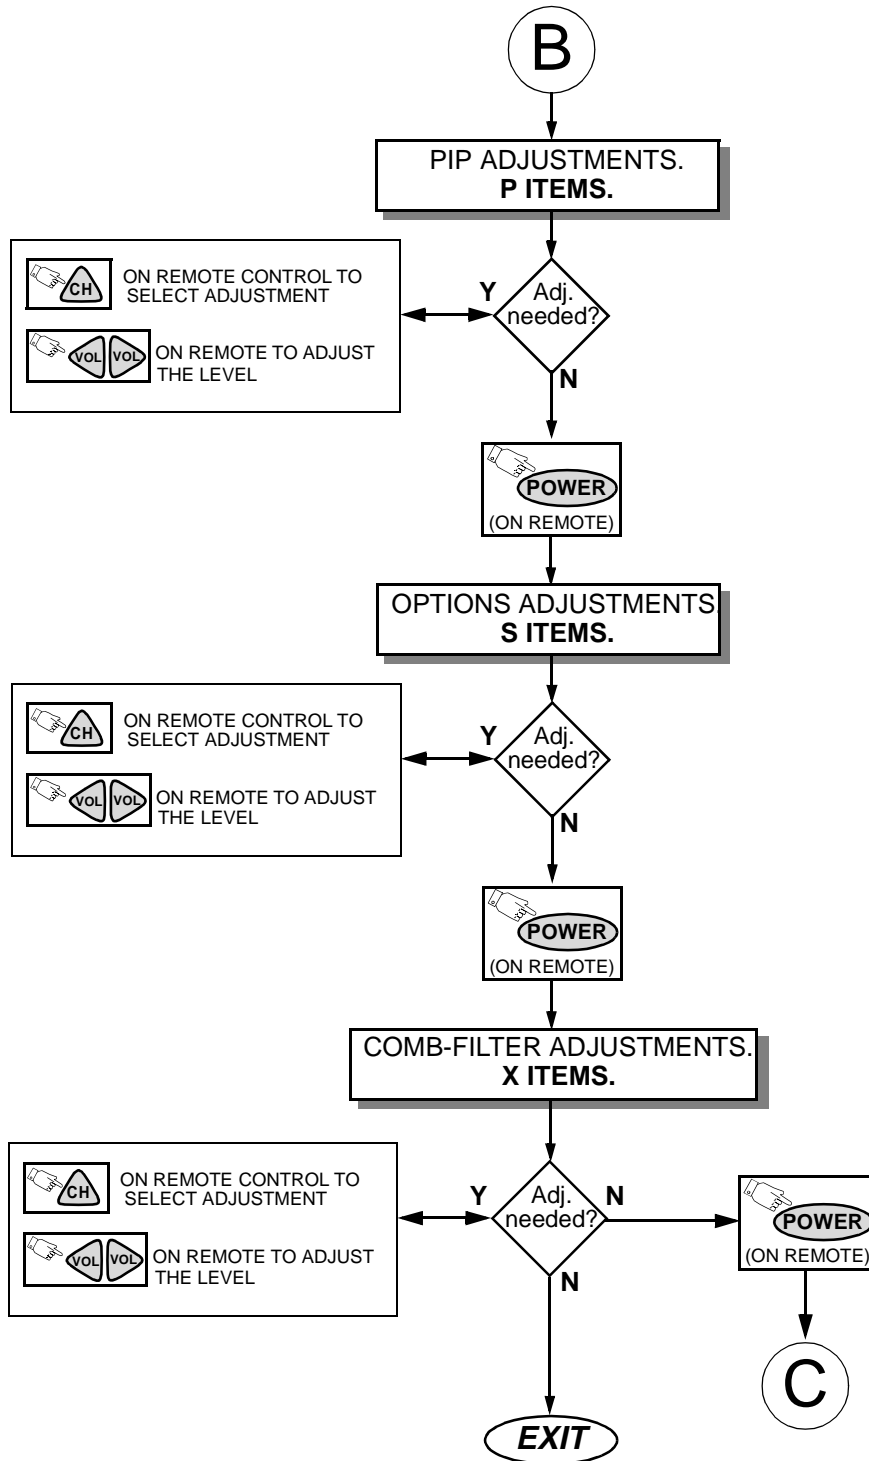 B
PIP ADJUSTMENTS.
P ITEMS.
CH
ON REMOTE CONTROL TO
SELECT ADJUSTMENT
VOL VOL
ON REMOTE TO ADJUST
THE LEVEL
Y
Adj.
needed?
N
POWER
(ON REMOTE)
OPTIONS ADJUSTMENTS.
S ITEMS.
CH
ON REMOTE CONTROL TO
SELECT ADJUSTMENT
VOL VOL
ON REMOTE TO ADJUST
THE LEVEL
Y
Adj.
needed?
N
POWER
(ON REMOTE)
COMB-FILTER ADJUSTMENTS.
X ITEMS.
CH
ON REMOTE CONTROL TO
SELECT ADJUSTMENT
VOL VOL
ON REMOTE TO ADJUST
THE LEVEL
Y
Adj.
needed?
N
N
POWER
(ON REMOTE)
C
EXIT